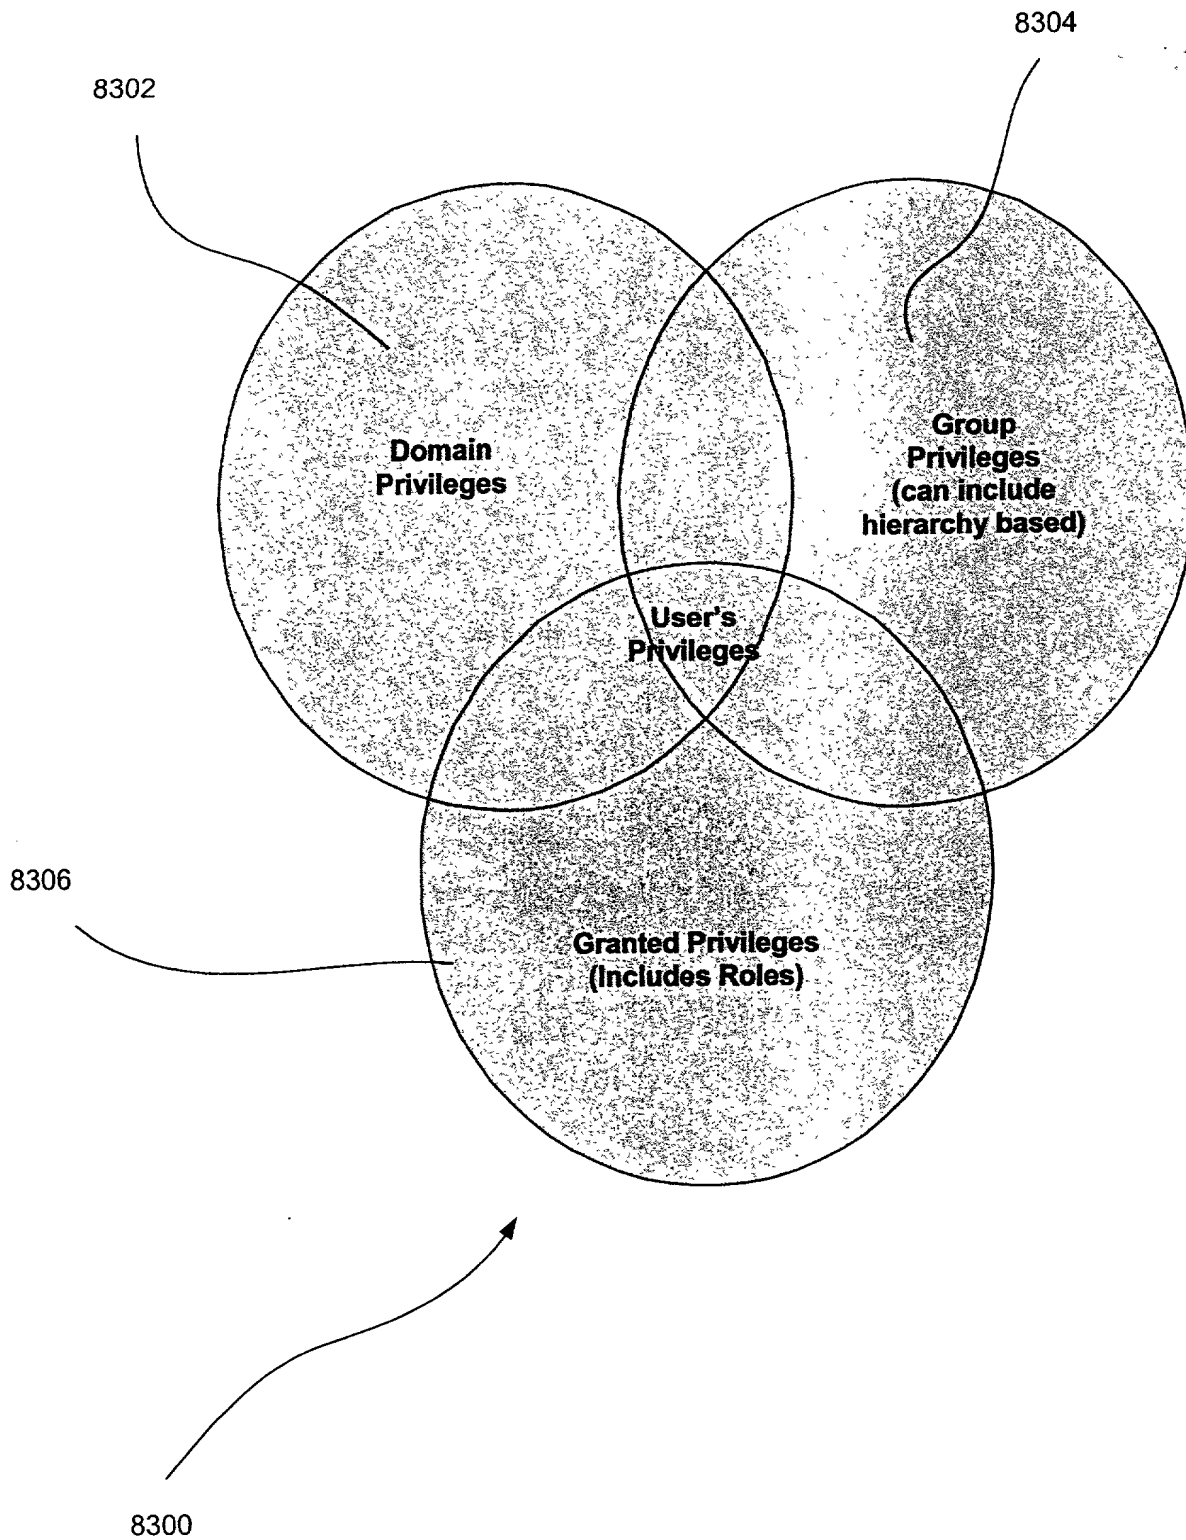 8304
8302
Domain
Privileges
Group
Privileges
(can include
hierarchy based)
User's
Privileges
8306
Granted Privileges
(Includes Roles)
8300